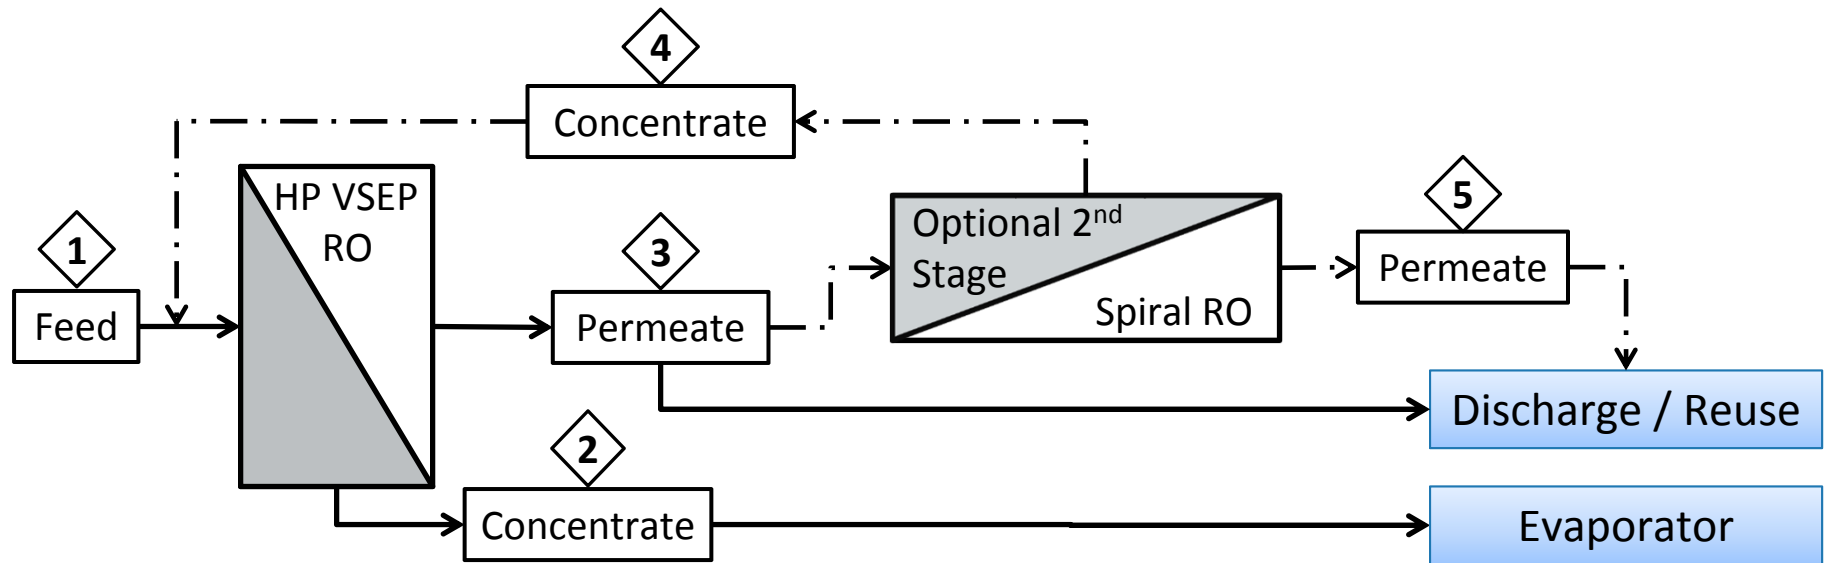 4
Concentrate
HP VSEP
RO
1
Feed
3
Permeate
Optional 2nd
Stage
Spiral RO
5
Permeate
Discharge / Reuse
2
Concentrate
Evaporator